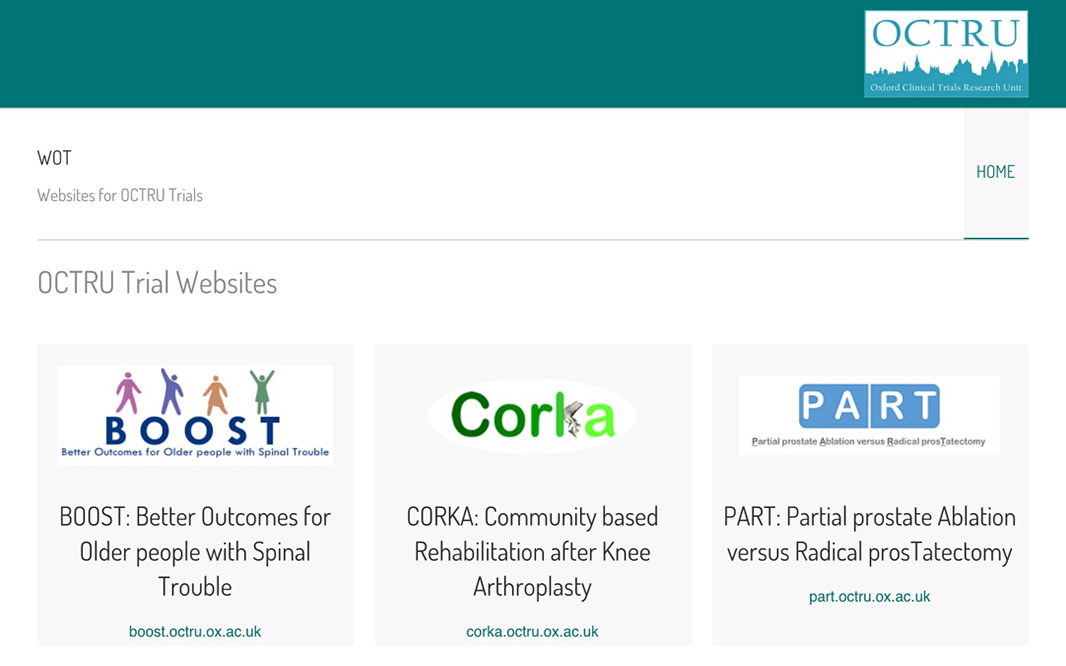 OCTRU
Oxford Clinical Trials Research Unit
WOT
HOME
Websites for OCTRU Trials
OCTRU Trial Websites
BOOST
Better Outcomes for Older people with Spinal Trouble
BOOST: Better Outcomes for
Older people with Spinal
Trouble
boost.octru.ox.ac.uk
Corka
CORKA: Community based
Rehabilitation after Knee
Arthroplasty
corka.octru.ox.ac.uk
PART
Partial prostate Ablation versus Radical prosTatectomy
PART: Partial prostate Ablation
versus Radical prosTatectomy
part.octru.ox.ac.uk